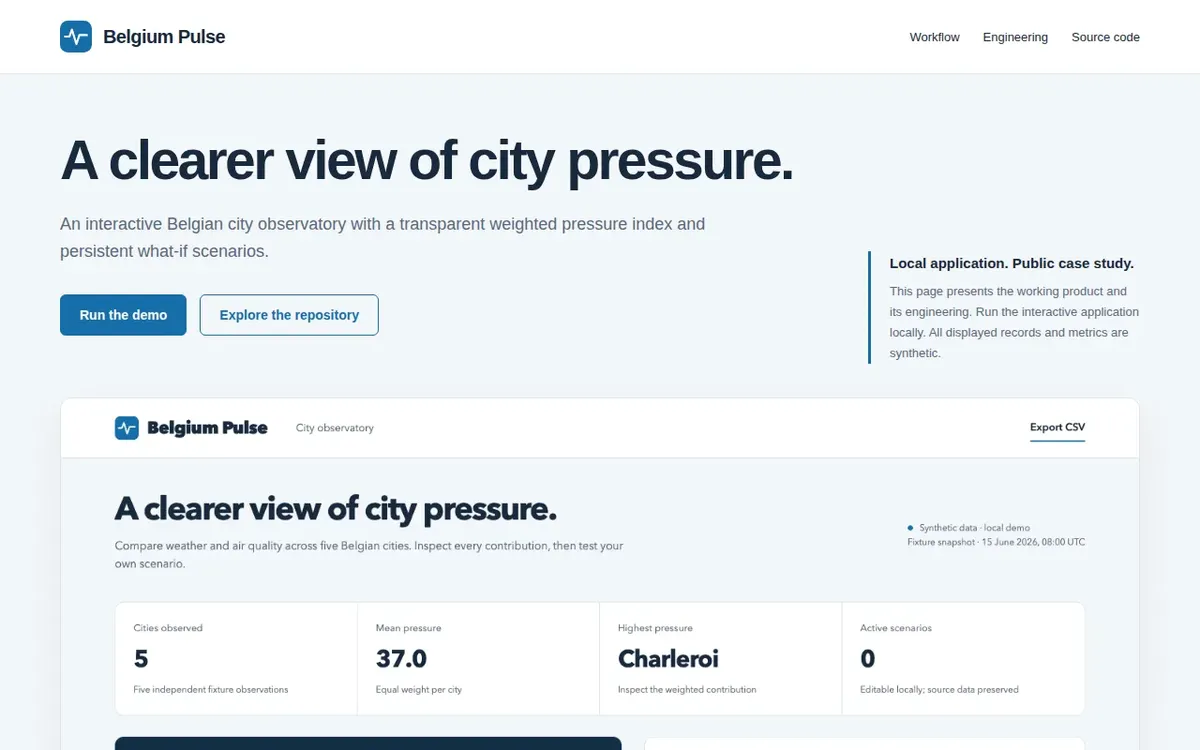 Belgium Pulse
Workflow
Engineering
Source code
A clearer view of city pressure.
An interactive Belgian city observatory with a transparent weighted pressure index and
persistent what-if scenarios.
Run the demo
Explore the repository
Local application. Public case study.
This page presents the working product and
its engineering. Run the interactive application
locally. All displayed records and metrics are
synthetic.
Belgium Pulse
City observatory
Export CSV
A clearer view of city pressure.
Compare weather and air quality across five Belgian cities. Inspect every contribution, then test your
own scenario.
Synthetic data · local demo
Fixture snapshot · 15 June 2026, 08:00 UTC
Cities observed
5
Five independent fixture observations
Mean pressure
37.0
Equal weight per city
Highest pressure
Charleroi
Inspect the weighted contribution
Active scenarios
0
Editable locally; source data preserved